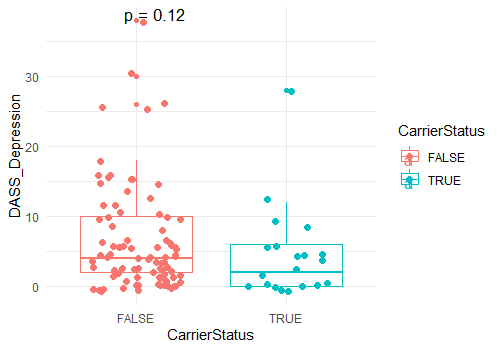 p = 0.12
30
20
10
0
DASS_Depression
FALSE TRUE
CarrierStatus
CarrierStatus
FALSE
TRUE